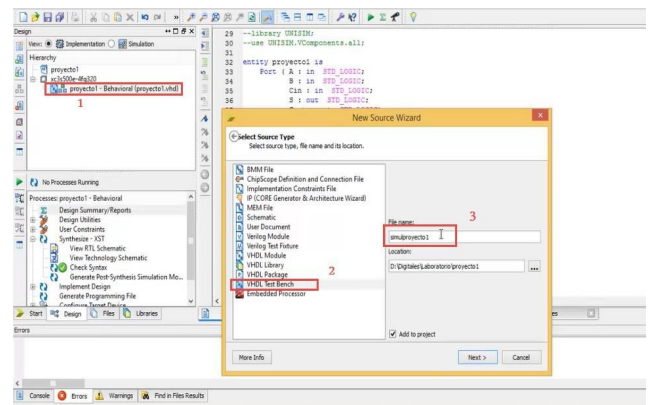 Design
View: Implementation Simulation
Hierarchy
proyecto1
xc3s500e-4fg320
proyecto1 - Behavioral (proyecto1.vhd)
1
No Processes Running
Processes: proyecto1 - Behavioral
Design Summary/Reports
Design Utilities
User Constraints
Synthesize - XST
View RTL Schematic
View Technology Schematic
Check Syntax
Generate Post-Synthesis Simulation Mo...
Implement Design
Generate Programming File
Configure Target Device
Start Design Files Libraries
29 --library UNISIM;
30 --use UNISIM.VComponents.all;
31
32 entity proyecto1 is
33 Port ( A : in STD_LOGIC;
34 B : in STD_LOGIC;
35 Cin : in STD_LOGIC;
36 S : out STD_LOGIC;
New Source Wizard
Select Source Type
Select source type, file name and its location.
BMM File
ChipScope Definition and Connection File
Implementation Constraints File
IP (CORE Generator & Architecture Wizard)
MEM File
Schematic
User Document
Verilog Module
Verilog Test Fixture
VHDL Module
VHDL Library
VHDL Package
VHDL Test Bench
Embedded Processor
2
3
File name:
simulproyecto1
Location:
D:\Digitales\Laboratorio\proyecto1
...
Add to project
More Info
Next >
Cancel
Errors
Console Errors Warnings Find in Files Results